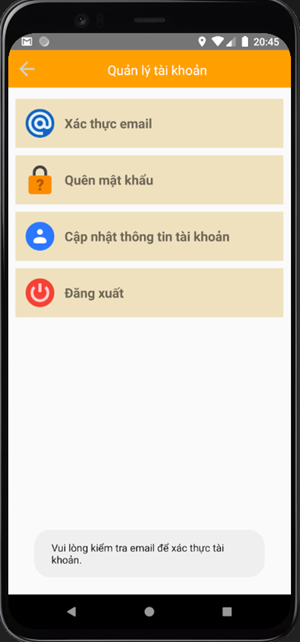 20:45
Quản lý tài khoản
Xác thực email
Quên mật khẩu
Cập nhật thông tin tài khoản
Đăng xuất
Vui lòng kiểm tra email để xác thực tài
khoản.